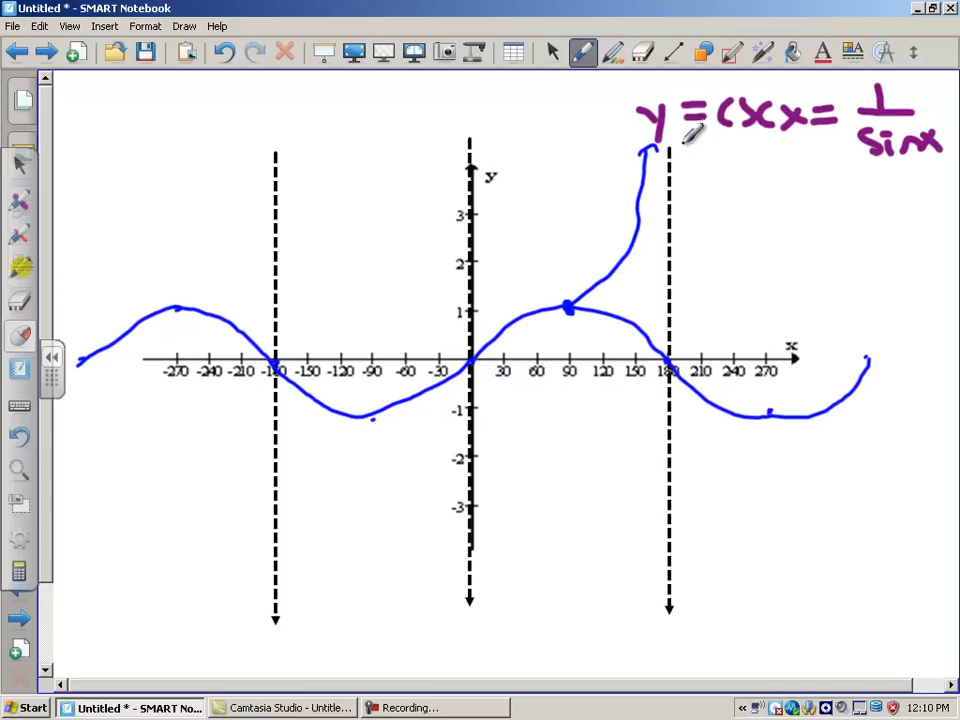 Untitled * - SMART Notebook
File Edit View Insert Format Draw Help
y = csc x = 1
sinx
y
3
2
1
x
-270 -240 -210 -180 -150 -120 -90 -60 -30 30 60 90 120 150 180 210 240 270
-1
-2
-3
Start Untitled * - SMART No... Camtasia Studio - Untitle... Recording... 12:10 PM